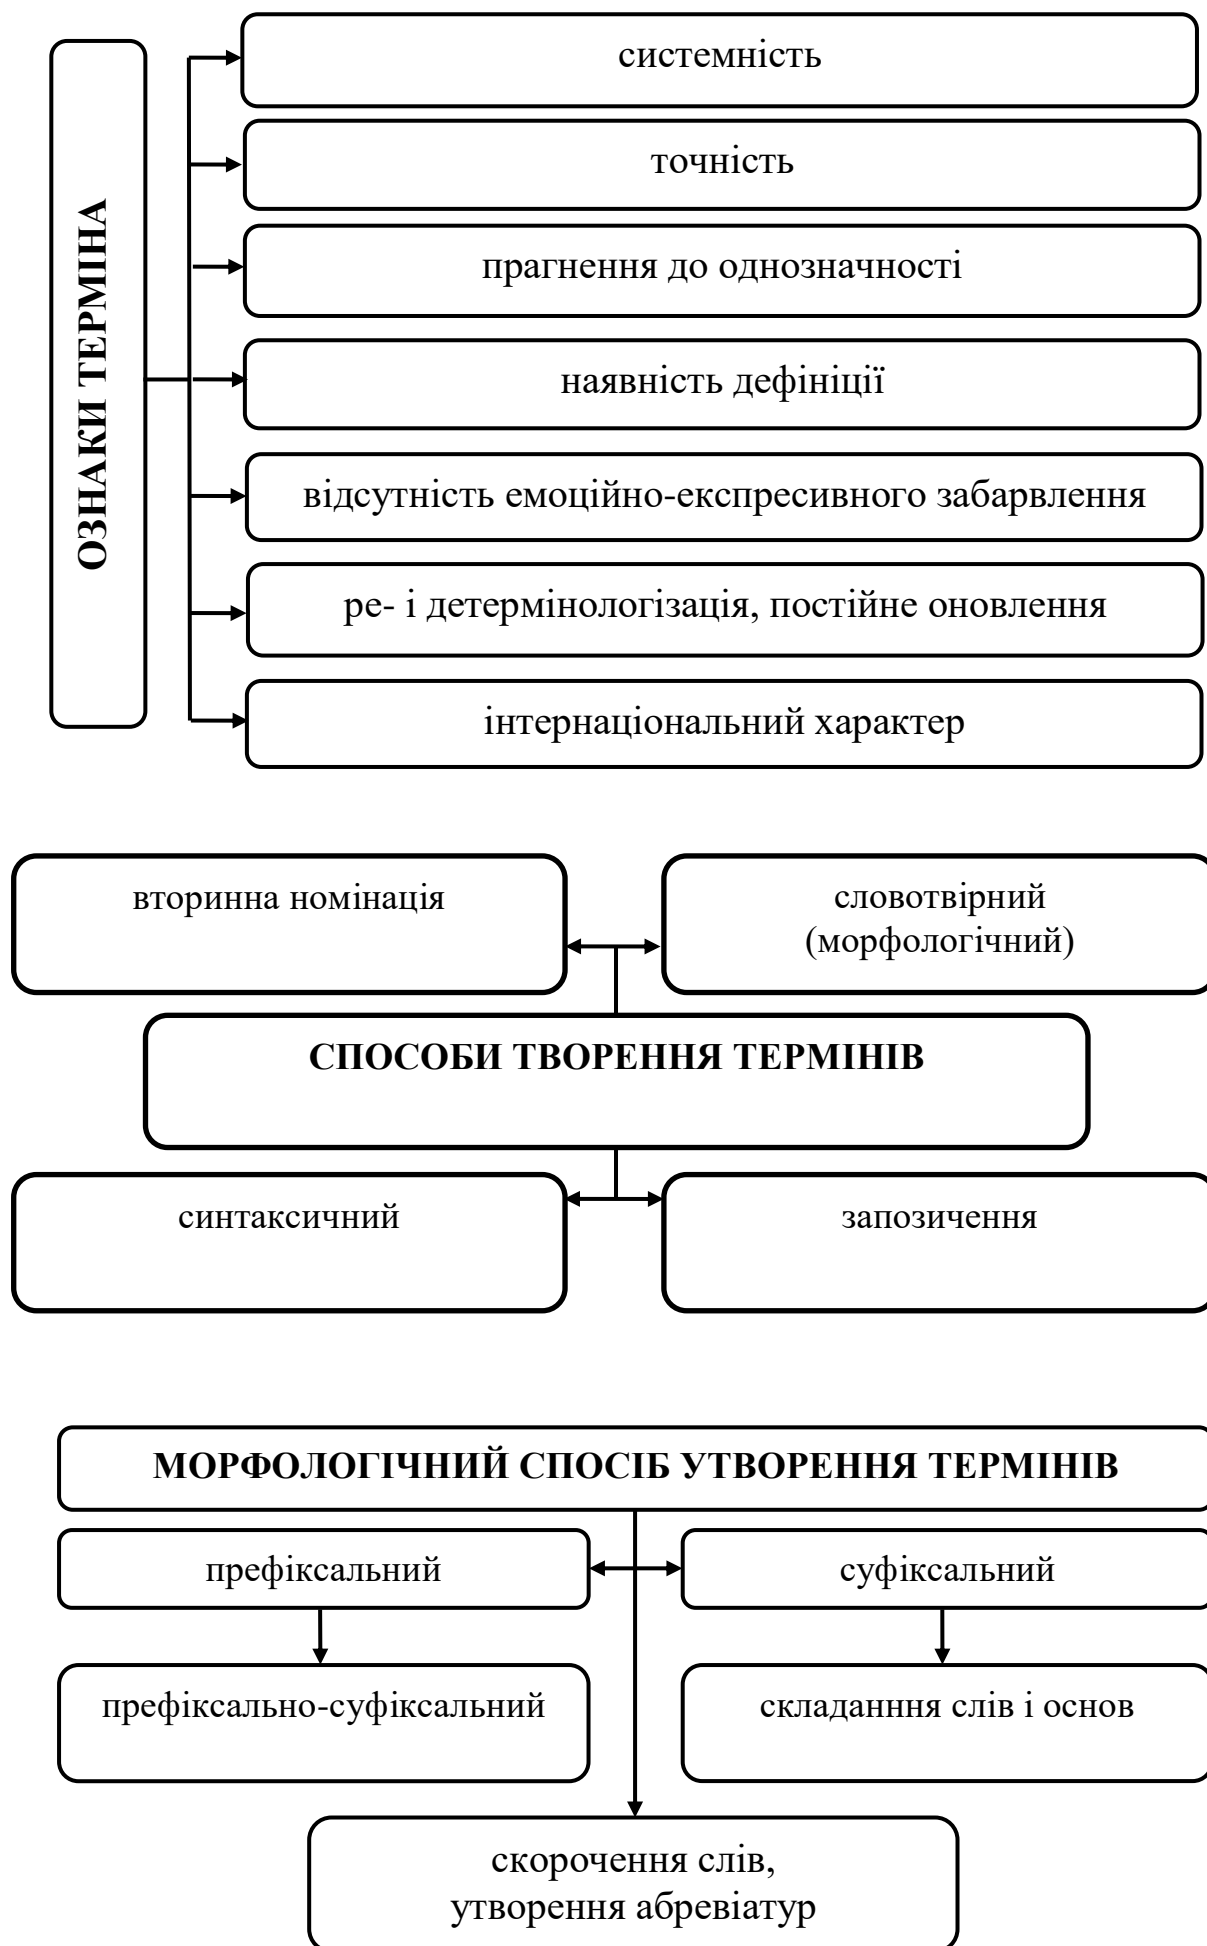 ОЗНАКИ ТЕРМІНА
системність
точність
прагнення до однозначності
наявність дефініції
відсутність емоційно-експресивного забарвлення
ре- і детермінологізація, постійне оновлення
інтернаціональний характер
вторинна номінація
словотвірний
(морфологічний)
СПОСОБИ ТВОРЕННЯ ТЕРМІНІВ
синтаксичний
запозичення
МОРФОЛОГІЧНИЙ СПОСІБ УТВОРЕННЯ ТЕРМІНІВ
префіксальний
суфіксальний
префіксально-суфіксальний
складанння слів і основ
скорочення слів,
утворення абревіатур